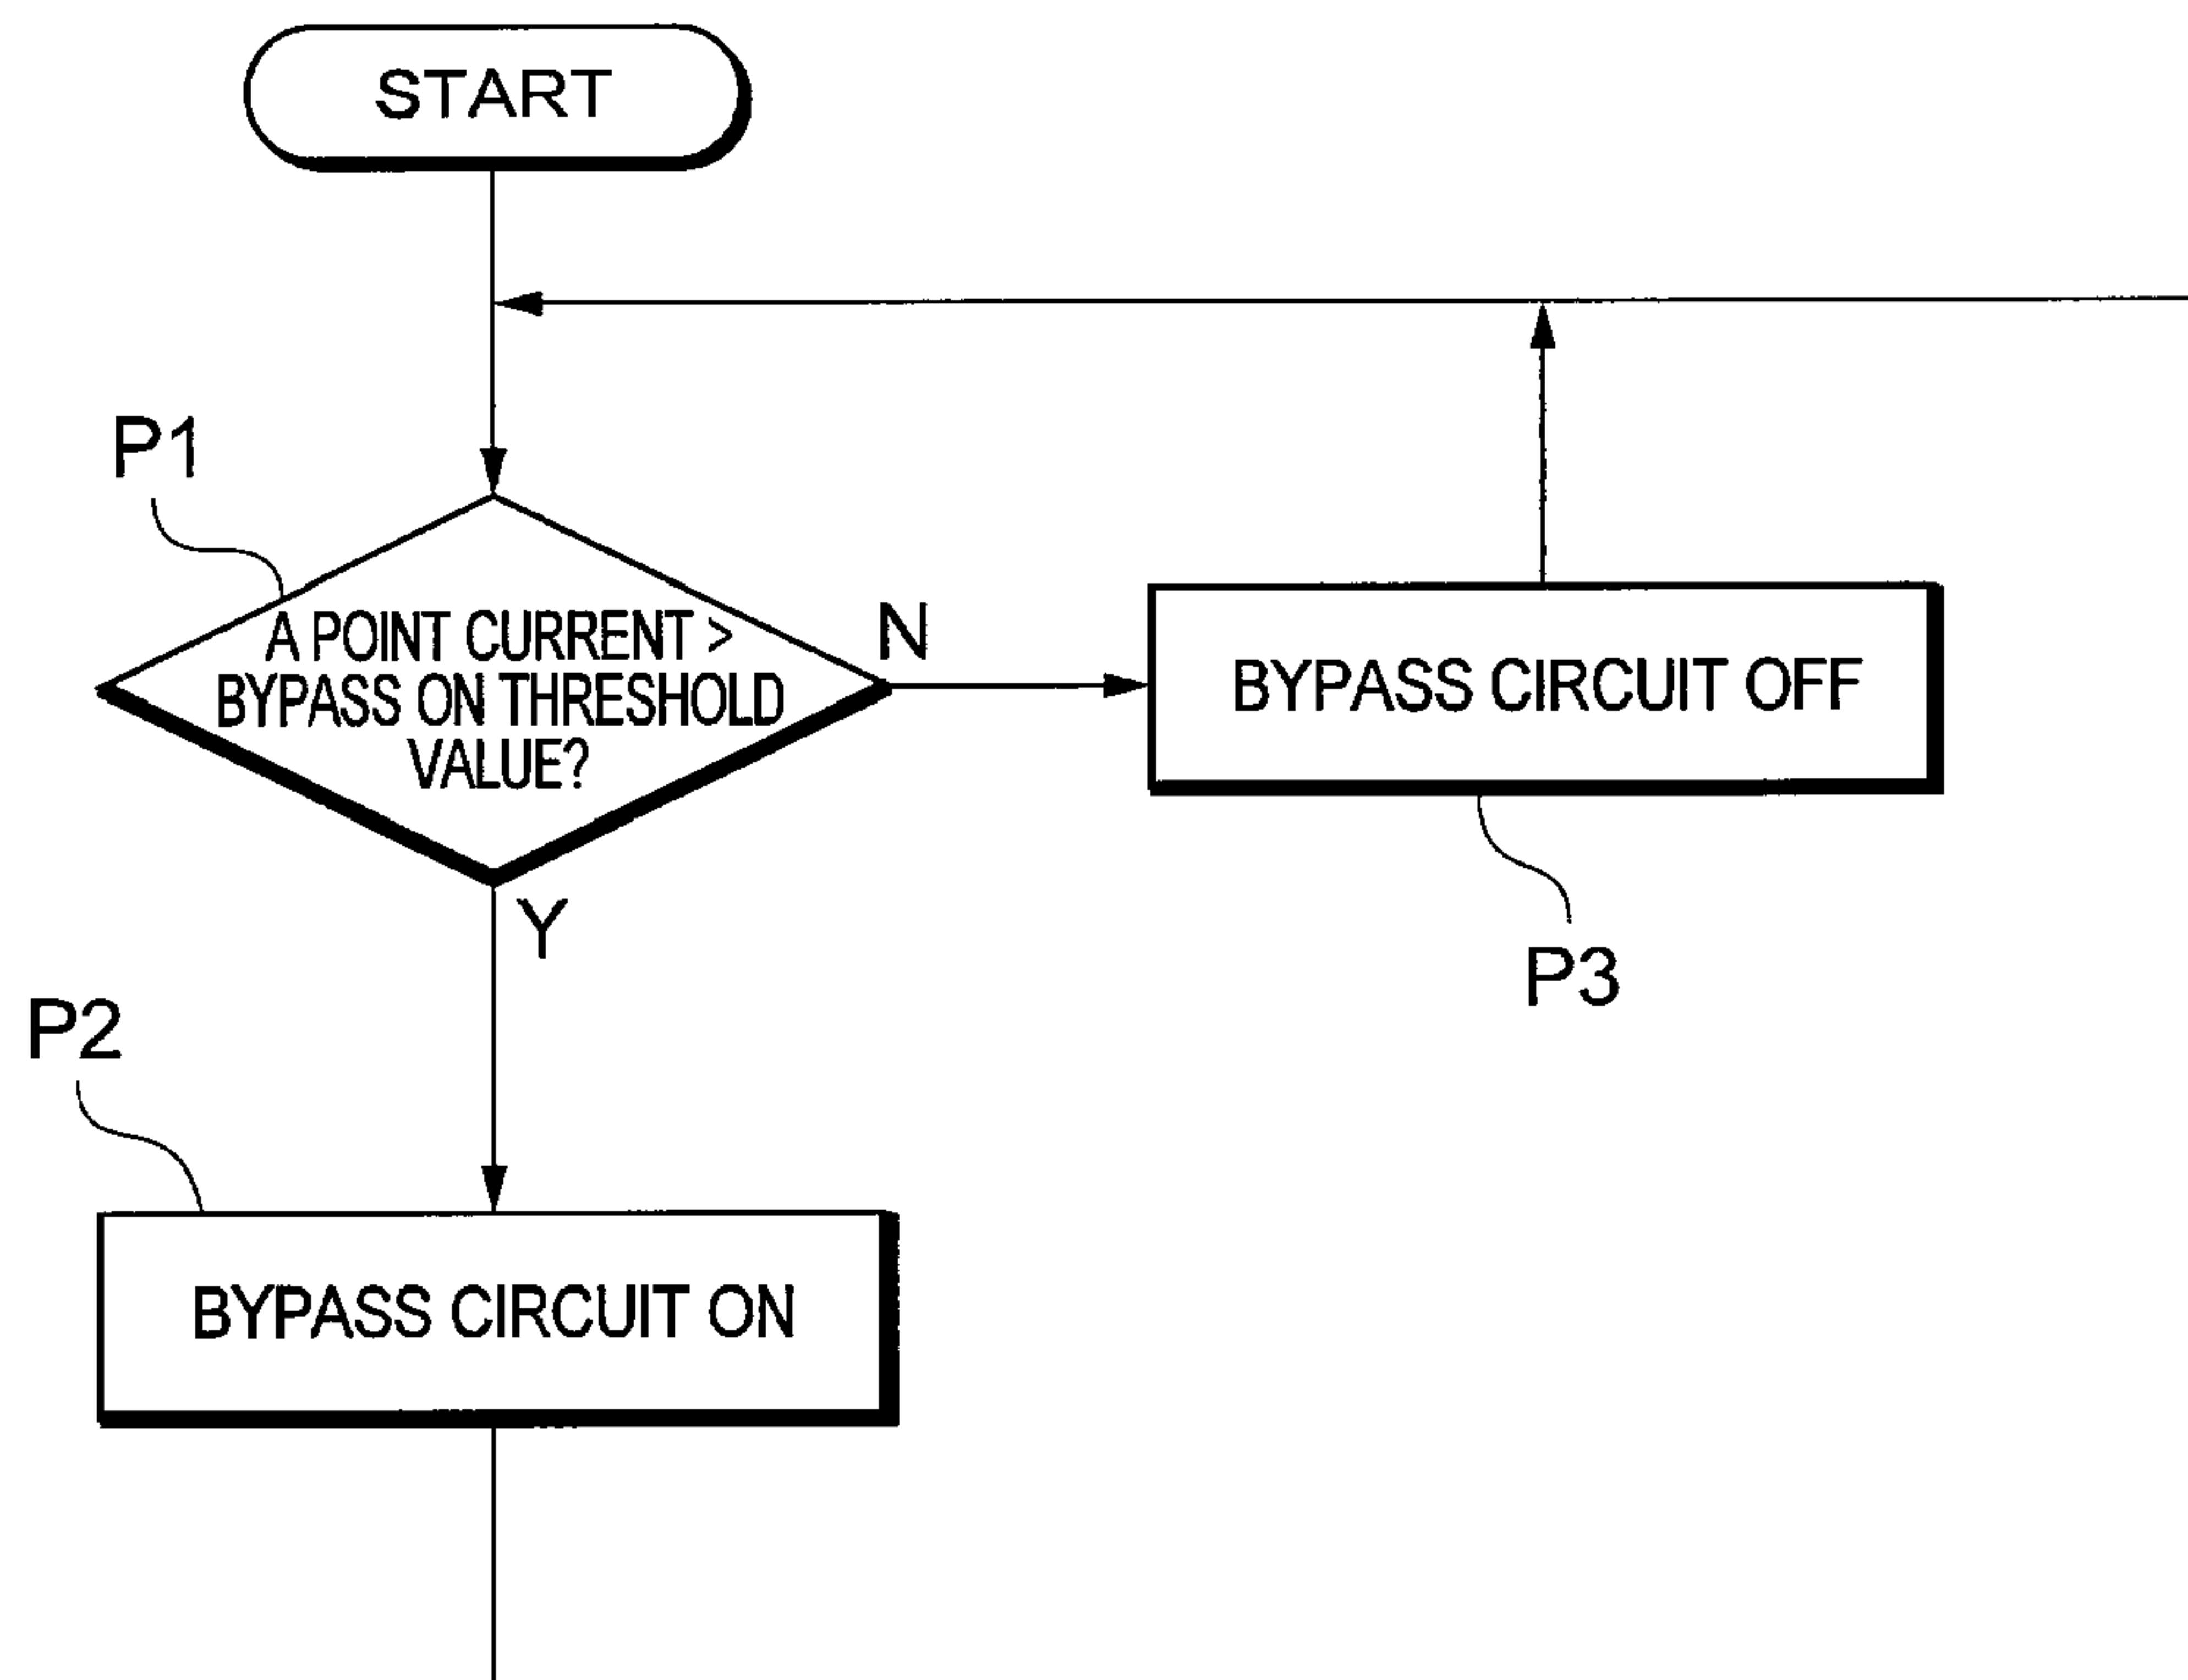 START
P1
A POINT CURRENT >
BYPASS ON THRESHOLD
VALUE?
N
BYPASS CIRCUIT OFF
Y
P3
P2
BYPASS CIRCUIT ON